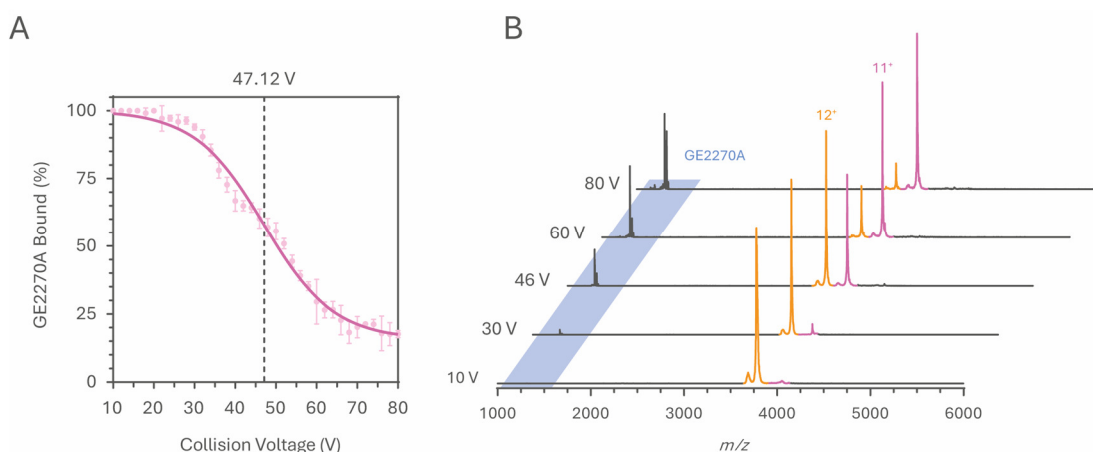 A
47.12 V
GE2270A Bound (%)
100
75
50
25
0
10 20 30 40 50 60 70 80
Collision Voltage (V)
B
11+
12+
GE2270A
80 V
60 V
46 V
30 V
10 V
1000 2000 3000 4000 5000 6000
m/z